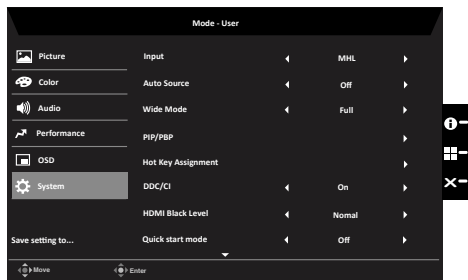 Mode - User
Picture
Color
Audio
Performance
OSD
System
Save setting to...
Input MHL
Auto Source Off
Wide Mode Full
PIP/PBP
Hot Key Assignment
DDC/CI On
HDMI Black Level Nomal
Quick start mode Off
Move Enter